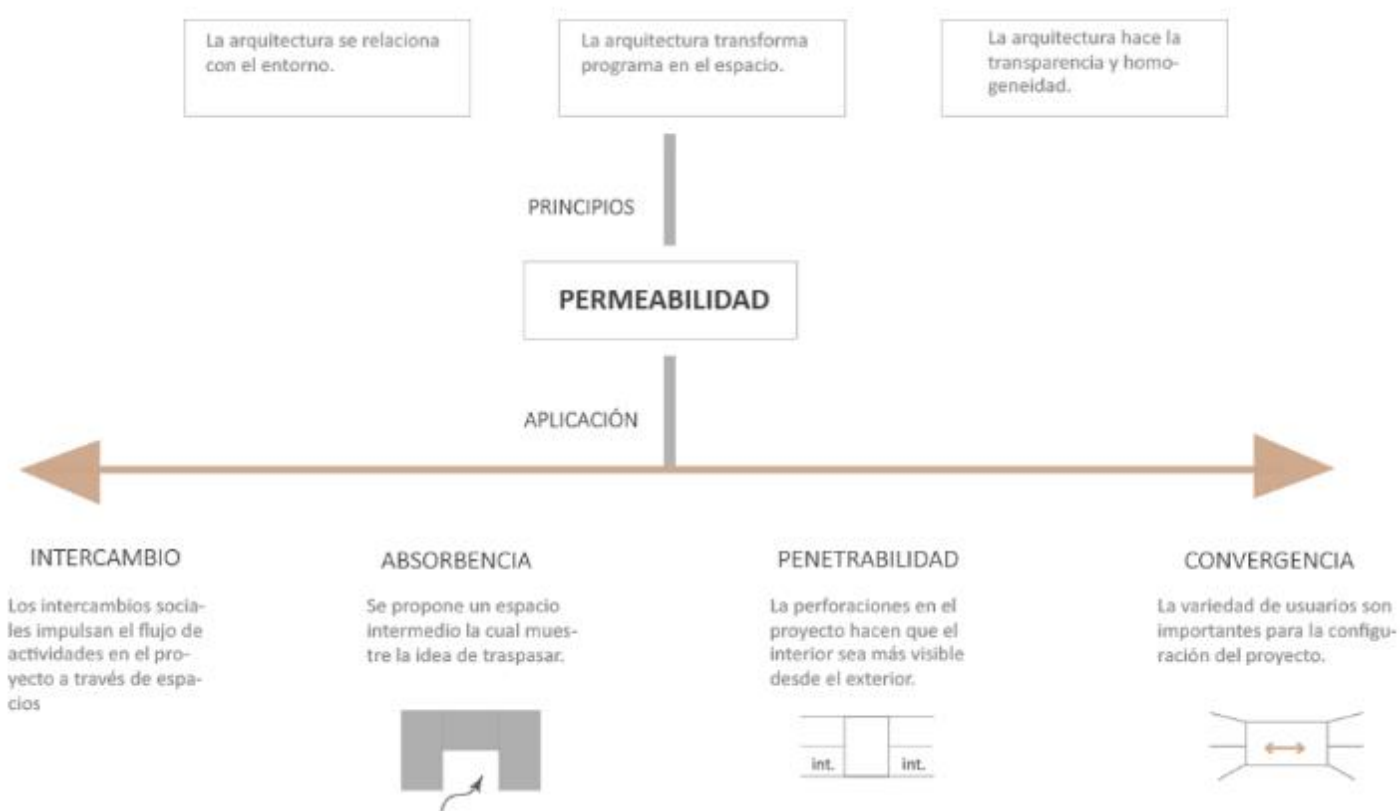 La arquitectura se relaciona
con el entorno.
La arquitectura transforma
programa en el espacio.
La arquitectura hace la
transparencia y homo-
geneidad.
PRINCIPIOS
PERMEABILIDAD
APLICACIÓN
INTERCAMBIO
Los intercambios socia-
les impulsan el flujo de
actividades en el pro-
yecto a través de espa-
cios
ABSORBENCIA
Se propone un espacio
intermedio la cual mues-
tre la idea de traspasar.
PENETRABILIDAD
La perforaciones en el
proyecto hacen que el
interior sea más visible
desde el exterior.
int.
int.
CONVERGENCIA
La variedad de usuarios son
importantes para la configu-
ración del proyecto.